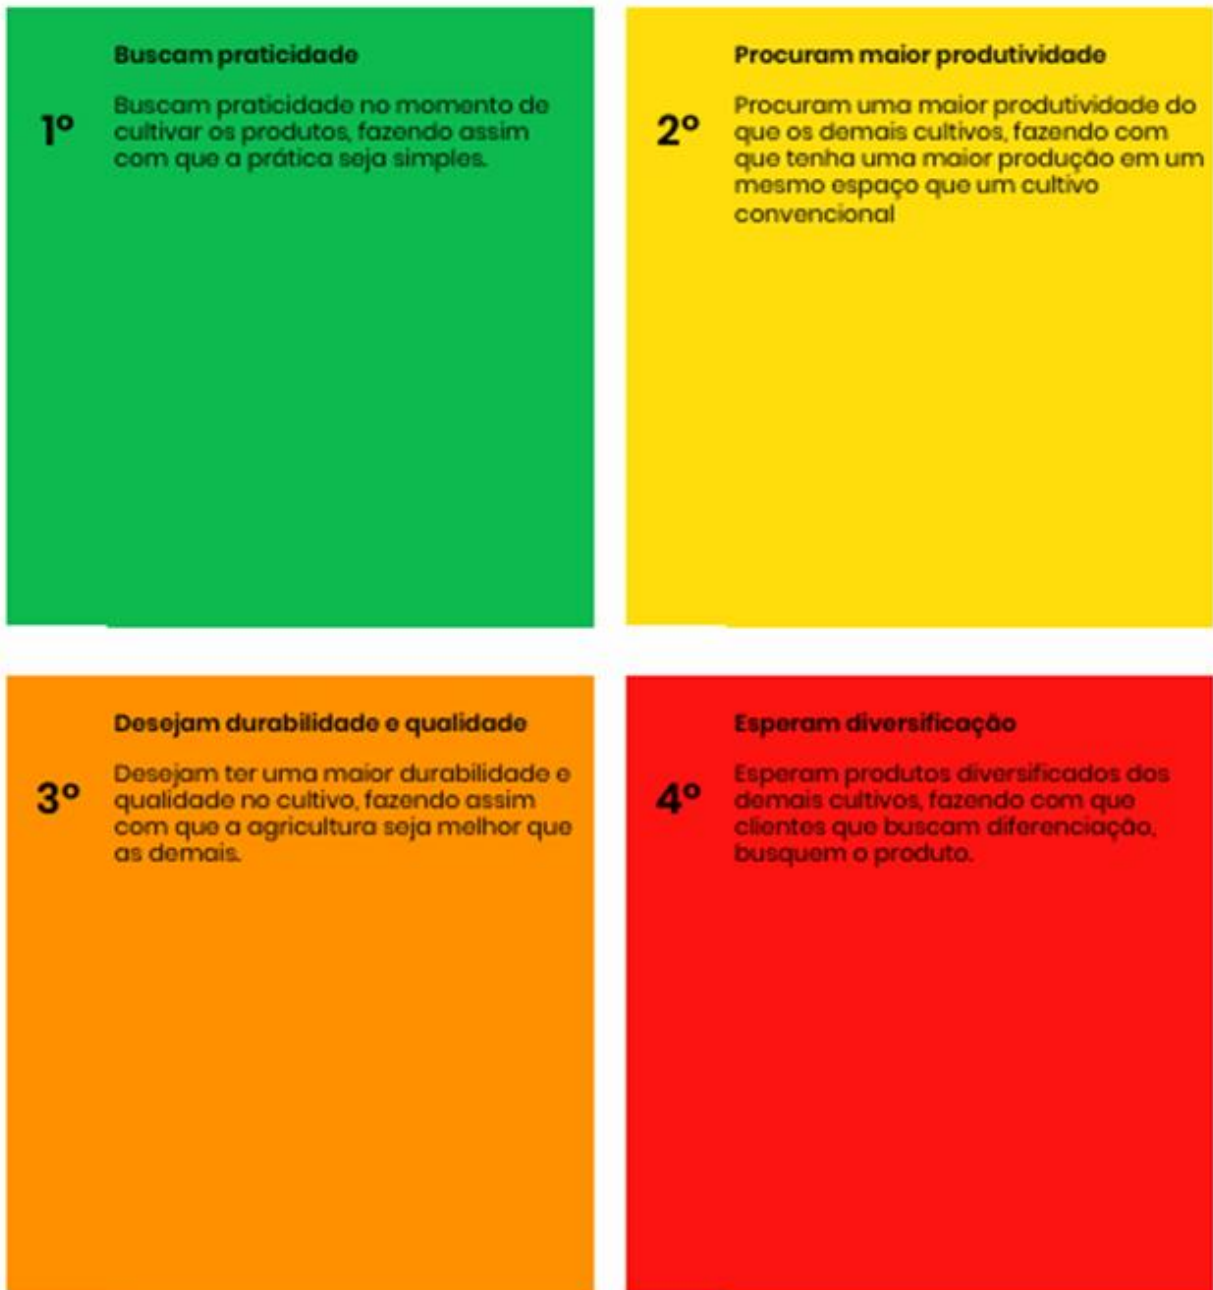 Buscam praticidade
1º
Buscam praticidade no momento de
cultivar os produtos, fazendo assim
com que a prática seja simples.
Procuram maior produtividade
2º
Procuram uma maior produtividade do
que os demais cultivos, fazendo com
que tenha uma maior produção em um
mesmo espaço que um cultivo
convencional
Desejam durabilidade e qualidade
3º
Desejam ter uma maior durabilidade e
qualidade no cultivo, fazendo assim
com que a agricultura seja melhor que
as demais.
Esperam diversificação
4º
Esperam produtos diversificados dos
demais cultivos, fazendo com que
clientes que buscam diferenciação,
busquem o produto.